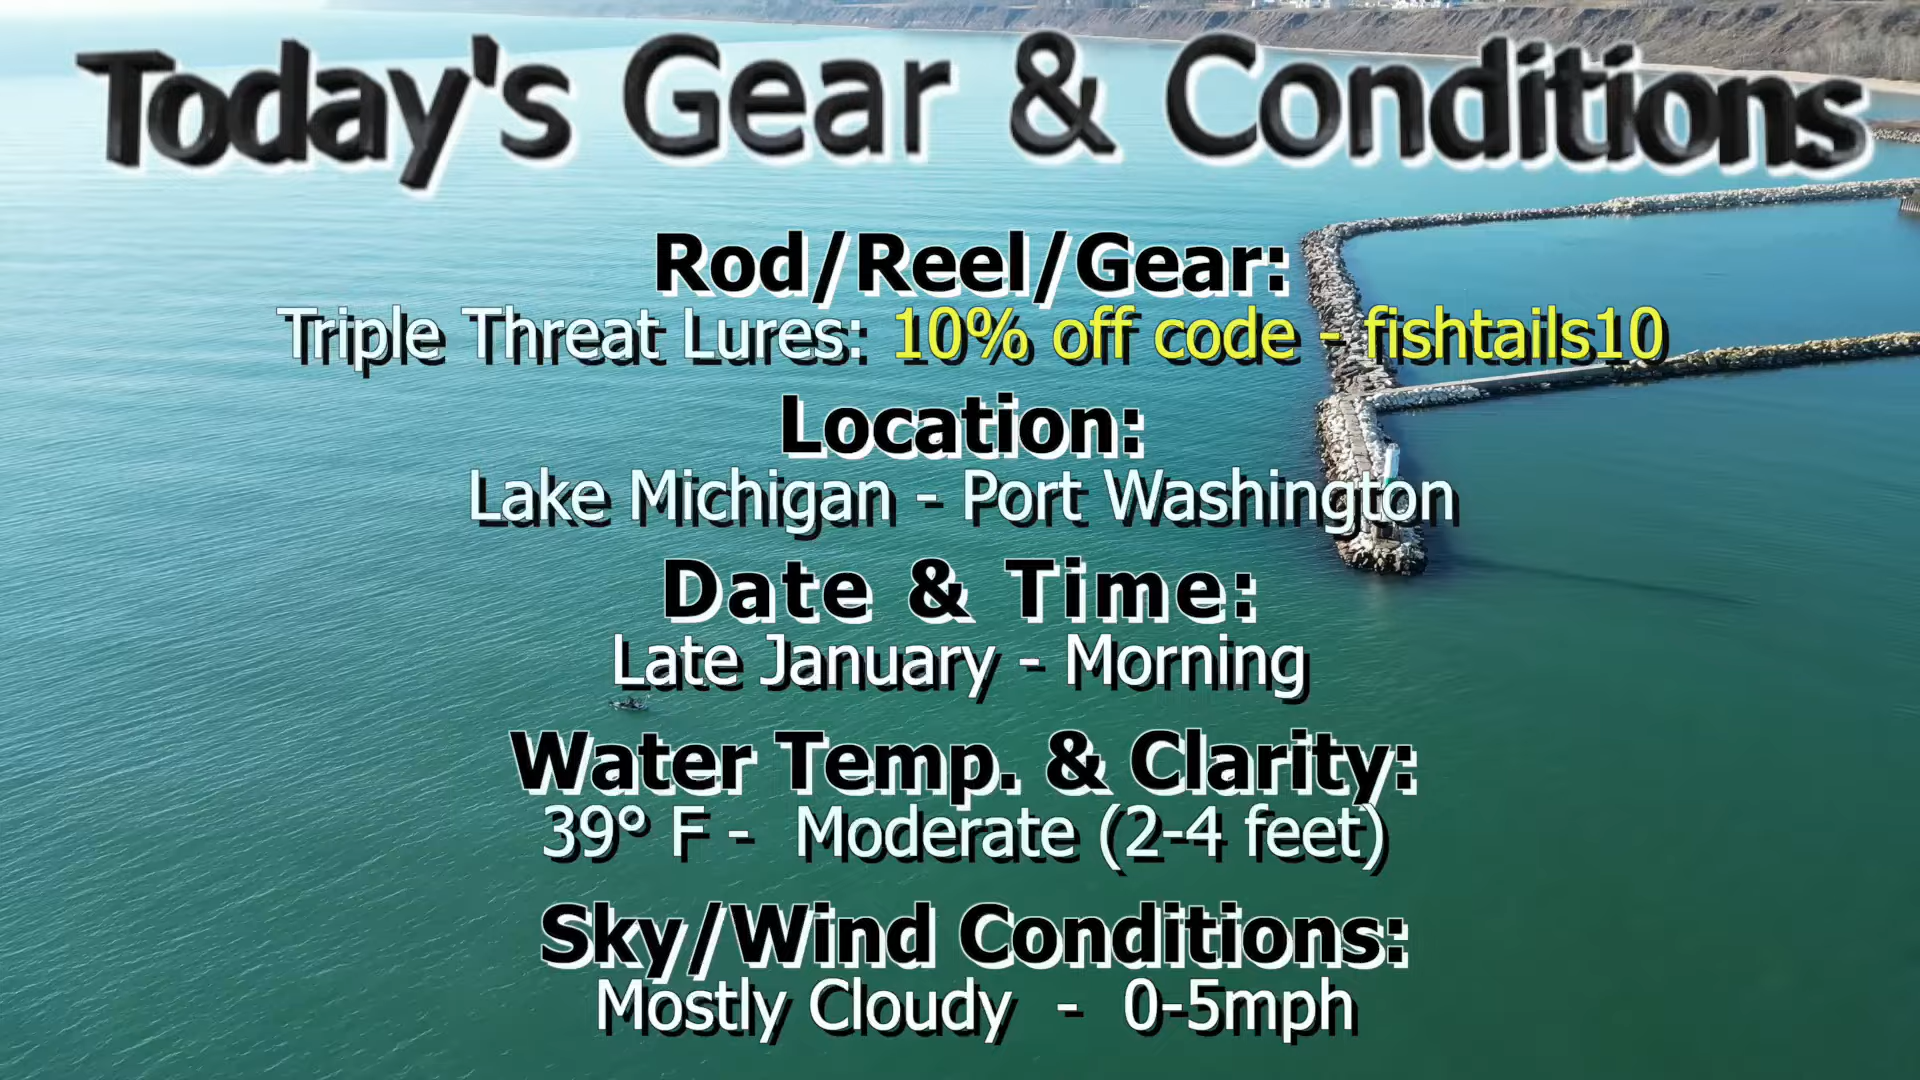 Today's Gear & Conditions
Rod/Reel/Gear:
Triple Threat Lures: 10% off code - fishtails10
Location:
Lake Michigan - Port Washington
Date & Time:
Late January - Morning
Water Temp. & Clarity:
39° F - Moderate (2-4 feet)
Sky/Wind Conditions:
Mostly Cloudy - 0-5mph